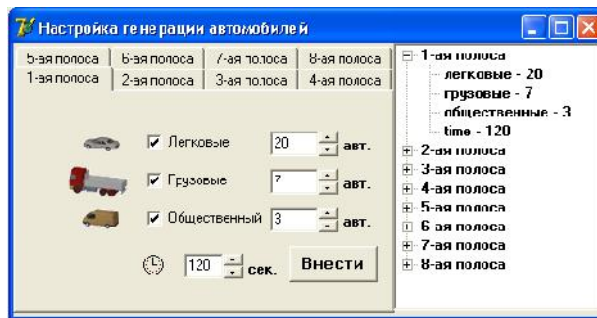 Настройка генерации автомобилей
5-ая полоса 6-ая полоса 7-ая полоса 8-ая полоса
1-ая полоса 2-ая полоса 3-ая полоса 4-ая полоса
Легковые 20 авт.
Грузовые 7 авт.
Общественный 3 авт.
120 сек. Внести
1-ая полоса
легковые - 20
грузовые - 7
общественные - 3
time - 120
2-ая полоса
3-ая полоса
4-ая полоса
5-ая полоса
6 ая полоса
7-ая полоса
8-ая полоса